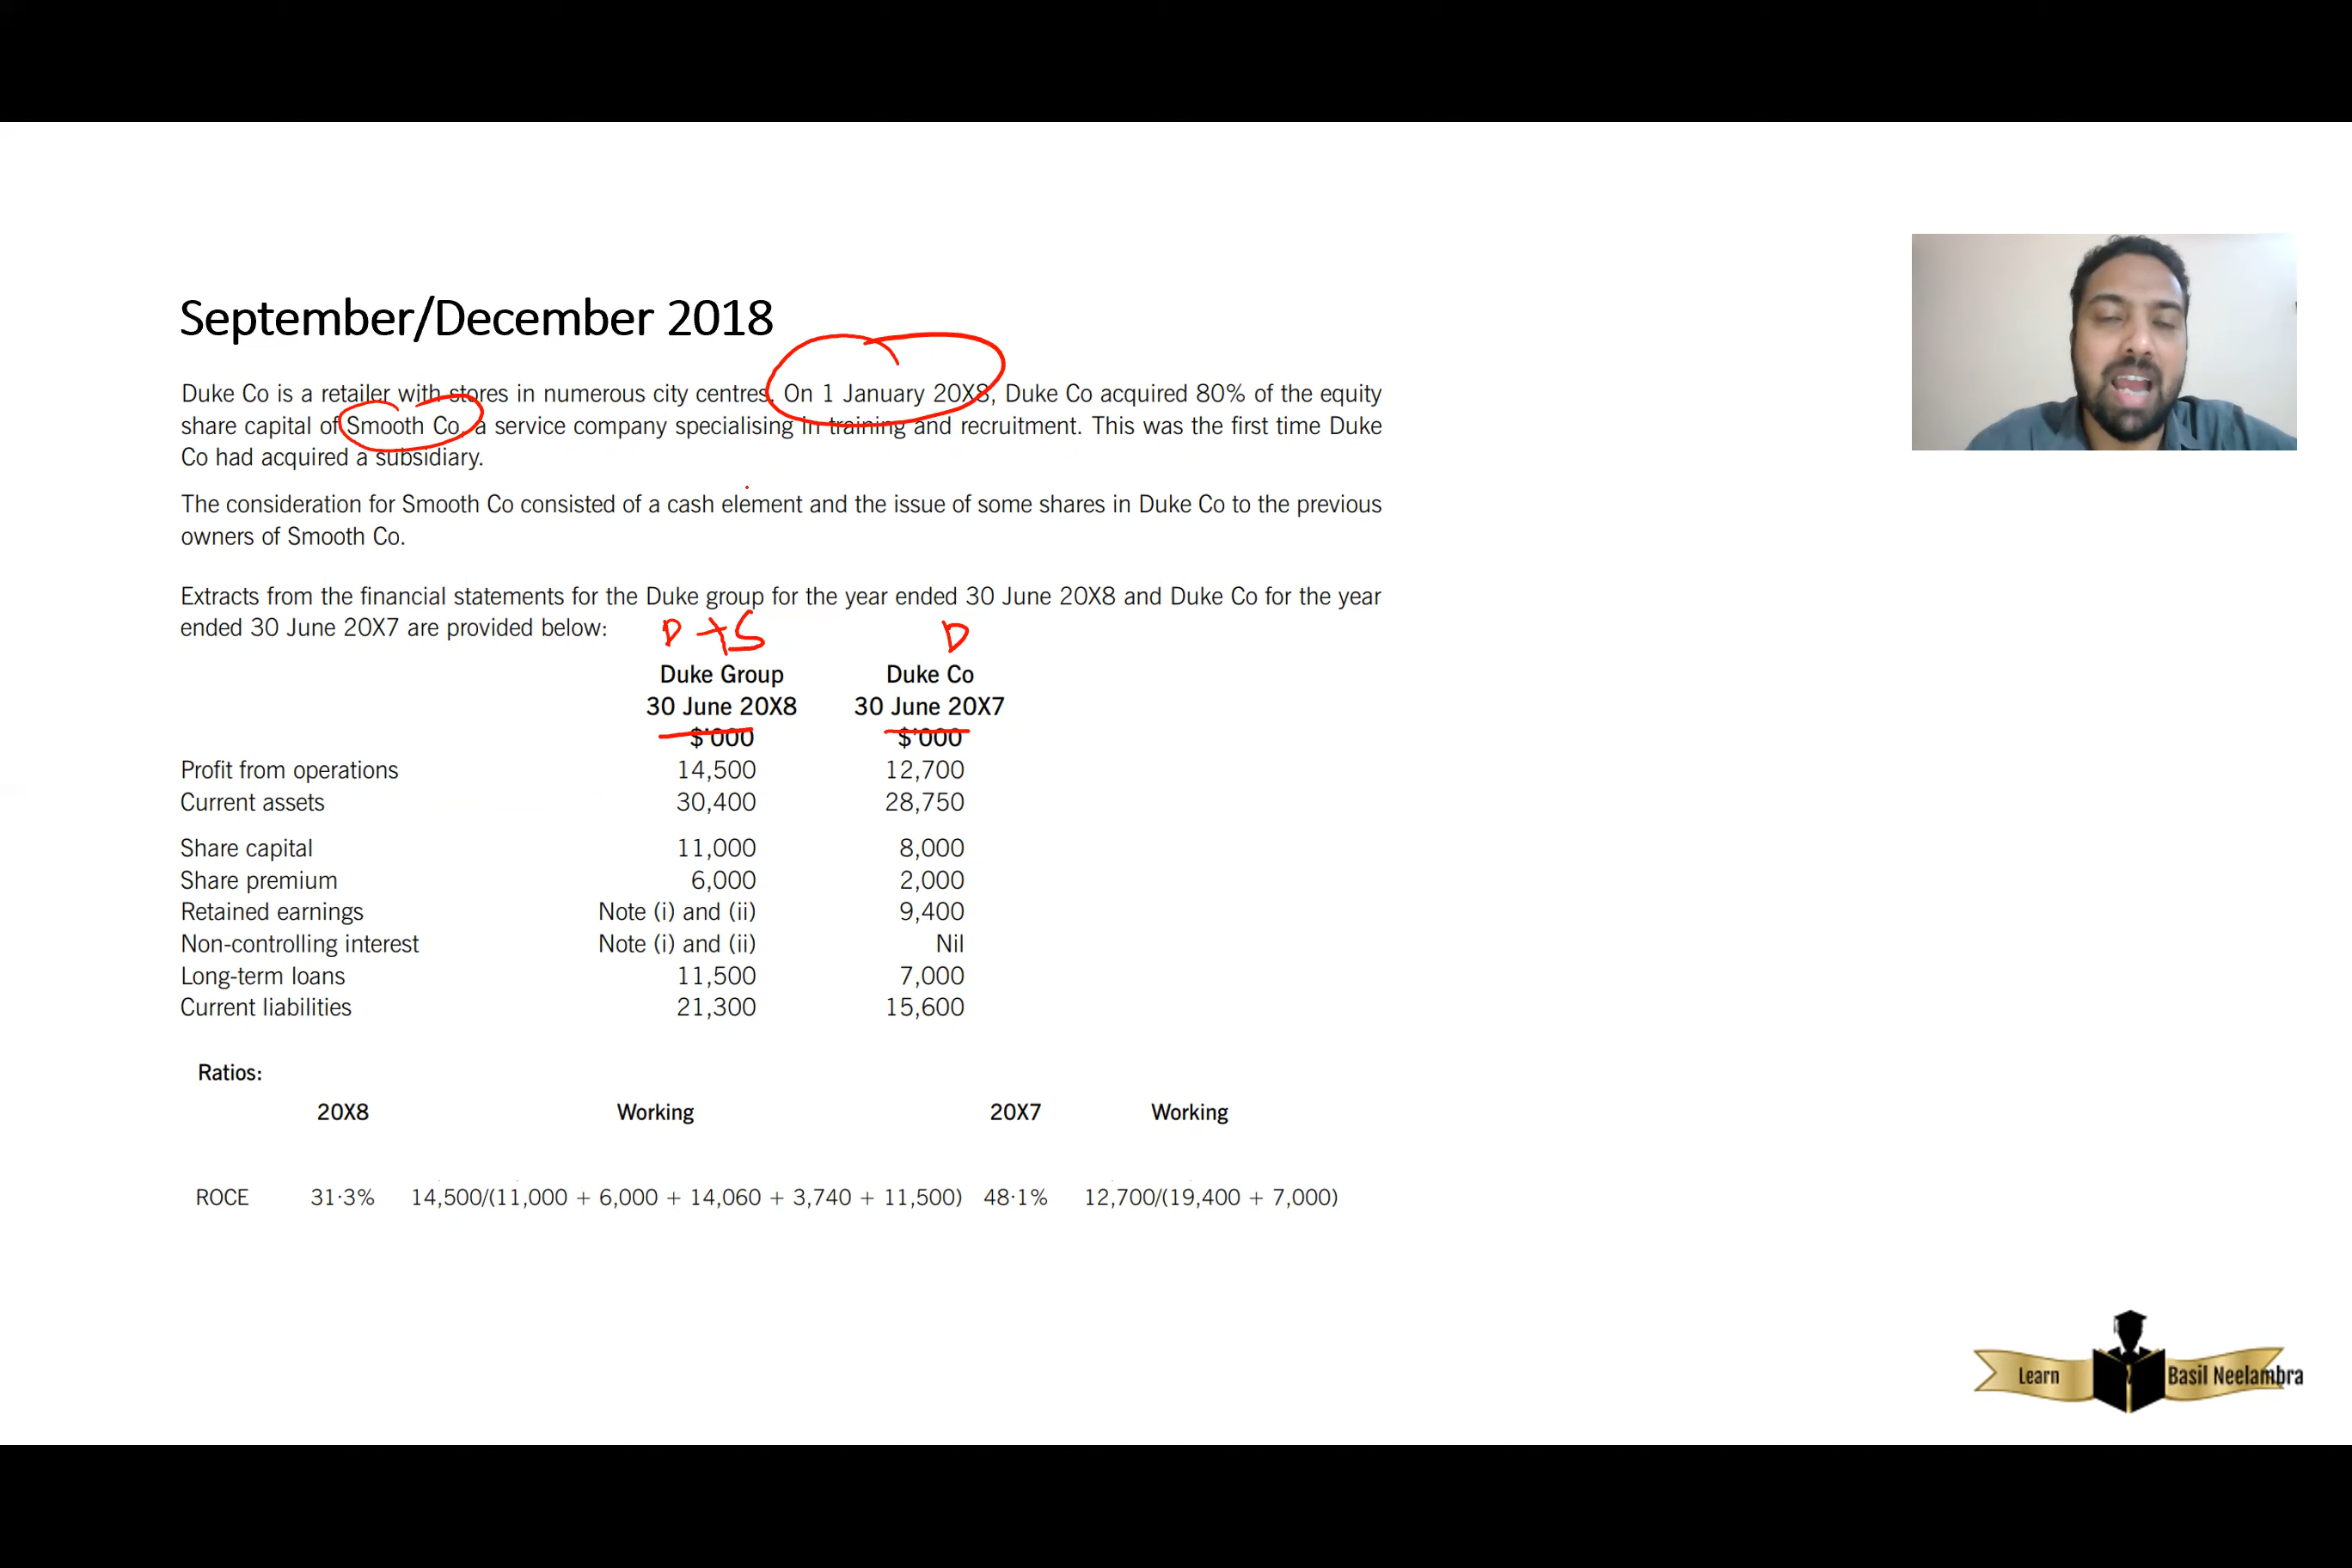 September/December 2018
Duke Co is a retailer with stores in numerous city centres. On 1 January 20X8, Duke Co acquired 80% of the equity
share capital of Smooth Co, a service company specialising in training and recruitment. This was the first time Duke
Co had acquired a subsidiary.
The consideration for Smooth Co consisted of a cash element and the issue of some shares in Duke Co to the previous
owners of Smooth Co.
Extracts from the financial statements for the Duke group for the year ended 30 June 20X8 and Duke Co for the year
ended 30 June 20X7 are provided below:
D + S D
Duke Group Duke Co
30 June 20X8 30 June 20X7
$'000 $'000
Profit from operations 14,500 12,700
Current assets 30,400 28,750
Share capital 11,000 8,000
Share premium 6,000 2,000
Retained earnings Note (i) and (ii) 9,400
Non-controlling interest Note (i) and (ii) Nil
Long-term loans 11,500 7,000
Current liabilities 21,300 15,600
Ratios:
20X8 Working 20X7 Working
ROCE 31·3% 14,500/(11,000 + 6,000 + 14,060 + 3,740 + 11,500) 48·1% 12,700/(19,400 + 7,000)
Learn Basil Neelambra